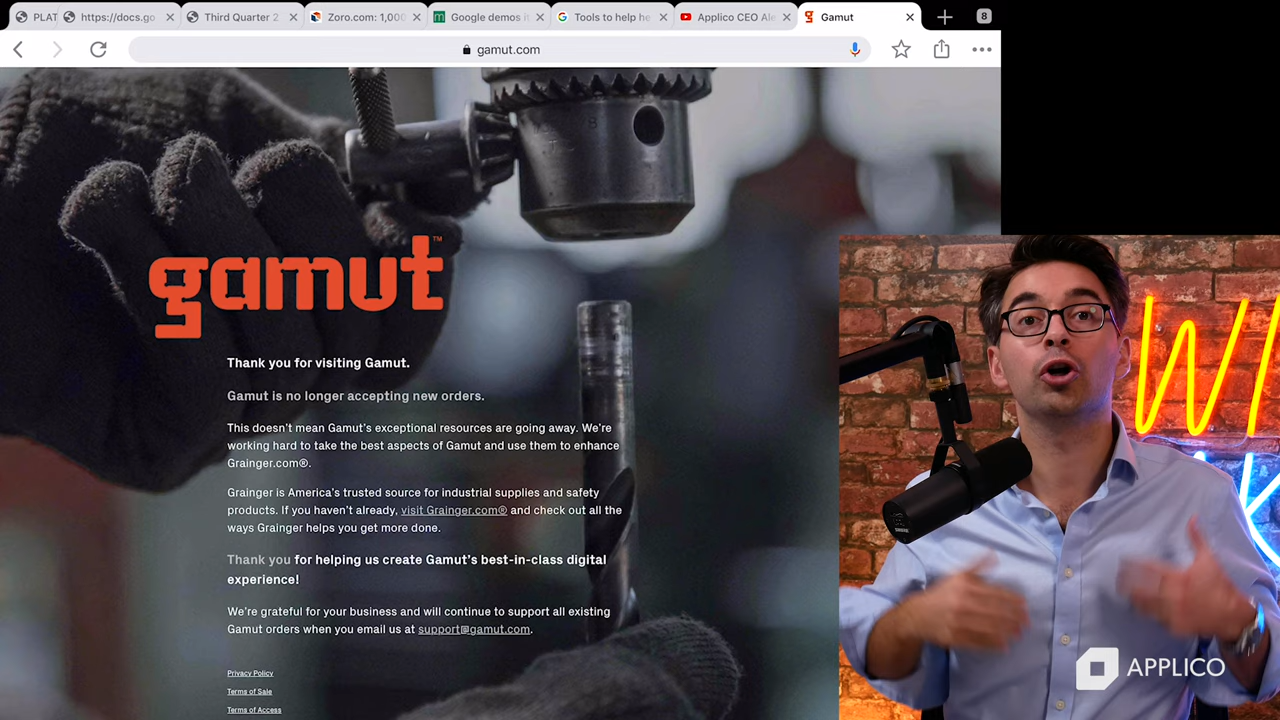 PLAT
https://docs.go
Third Quarter 2
Zoro.com: 1,000
Google demos i
Tools to help he
Applico CEO Ale
Gamut
8
gamut.com
gamut™
Thank you for visiting Gamut.
Gamut is no longer accepting new orders.
This doesn't mean Gamut's exceptional resources are going away. We're
working hard to take the best aspects of Gamut and use them to enhance
Grainger.com®.
Grainger is America's trusted source for industrial supplies and safety
products. If you haven't already, visit Grainger.com® and check out all the
ways Grainger helps you get more done.
Thank you for helping us create Gamut's best-in-class digital
experience!
We're grateful for your business and will continue to support all existing
Gamut orders when you email us at support@gamut.com.
Privacy Policy
Terms of Sale
Terms of Access
APPLICO